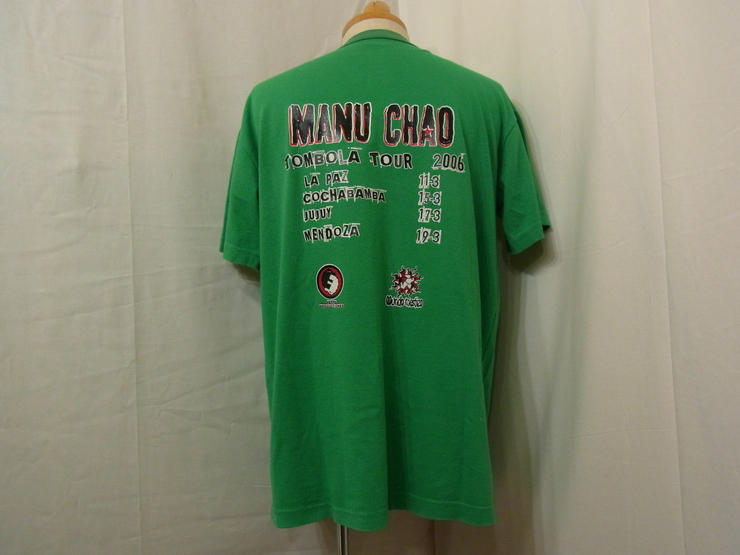 MANU CHAO
TOMBOLA TOUR 2006
LA PAZ 11-3
COCHABAMBA 15-3
JUJUY 17-3
MENDOZA 19-3